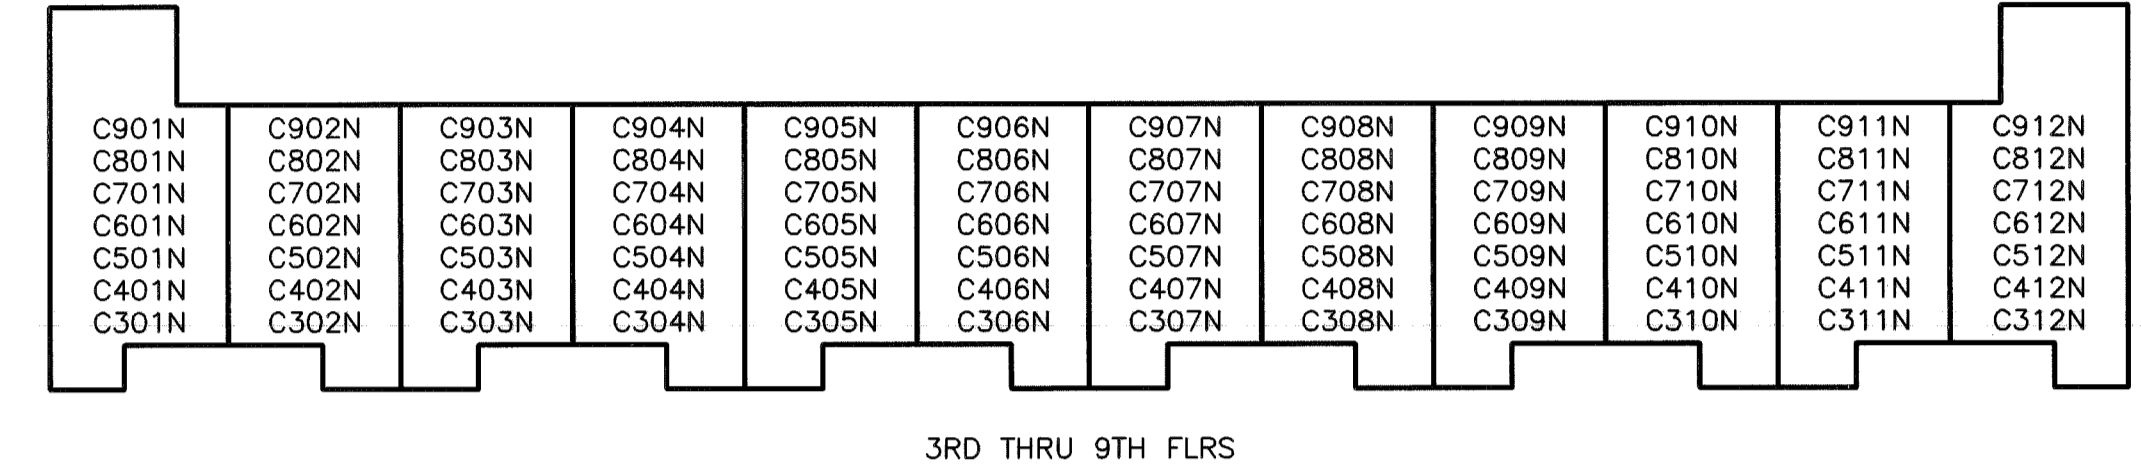 C901N C902N C903N C904N C905N C906N C907N C908N C909N C910N C911N C912N
C801N C802N C803N C804N C805N C806N C807N C808N C809N C810N C811N C812N
C701N C702N C703N C704N C705N C706N C707N C708N C709N C710N C711N C712N
C601N C602N C603N C604N C605N C606N C607N C608N C609N C610N C611N C612N
C501N C502N C503N C504N C505N C506N C507N C508N C509N C510N C511N C512N
C401N C402N C403N C404N C405N C406N C407N C408N C409N C410N C411N C412N
C301N C302N C303N C304N C305N C306N C307N C308N C309N C310N C311N C312N
3RD THRU 9TH FLRS